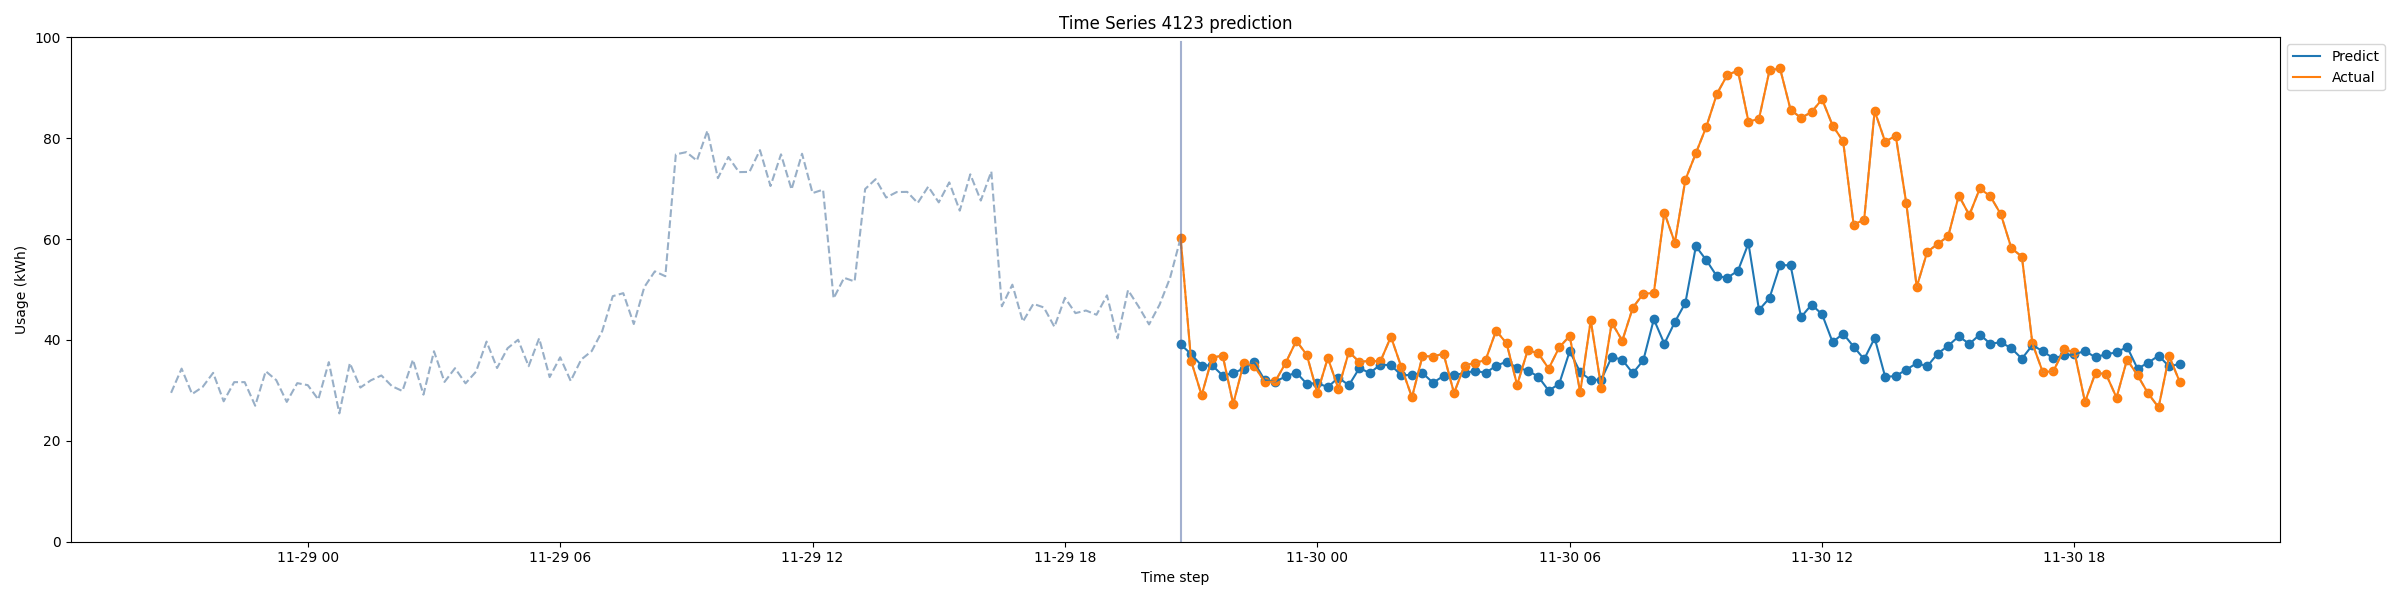 Time Series 4123 prediction
100
80
60
40
20
0
Usage (kWh)
11-29 00 11-29 06 11-29 12 11-29 18 11-30 00 11-30 06 11-30 12 11-30 18
Time step
Predict
Actual